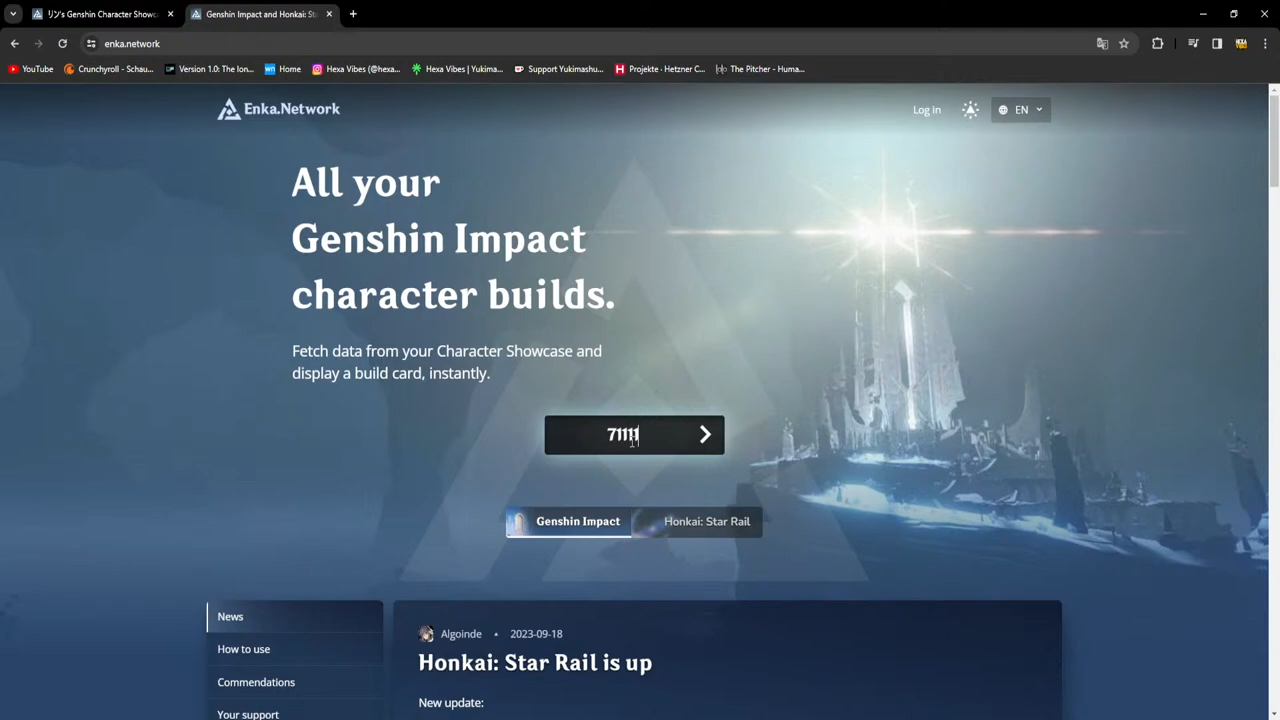 リン's Genshin Character Showc
Genshin Impact and Honkai: St
enka.network
YouTube
Crunchyroll - Schau...
Version 1.0: The Ion...
Home
Instagram (@hexa...
Hexa Vibes | Yukima...
Support Yukimashu...
Projekte · Hetzner C...
The Pitcher - Huma...
Enka.Network
Log in
EN
All your
Genshin Impact
character builds.
Fetch data from your Character Showcase and
display a build card, instantly.
71111
Genshin Impact
Honkai: Star Rail
News
How to use
Commendations
Your support
Algoinde • 2023-09-18
Honkai: Star Rail is up
New update: